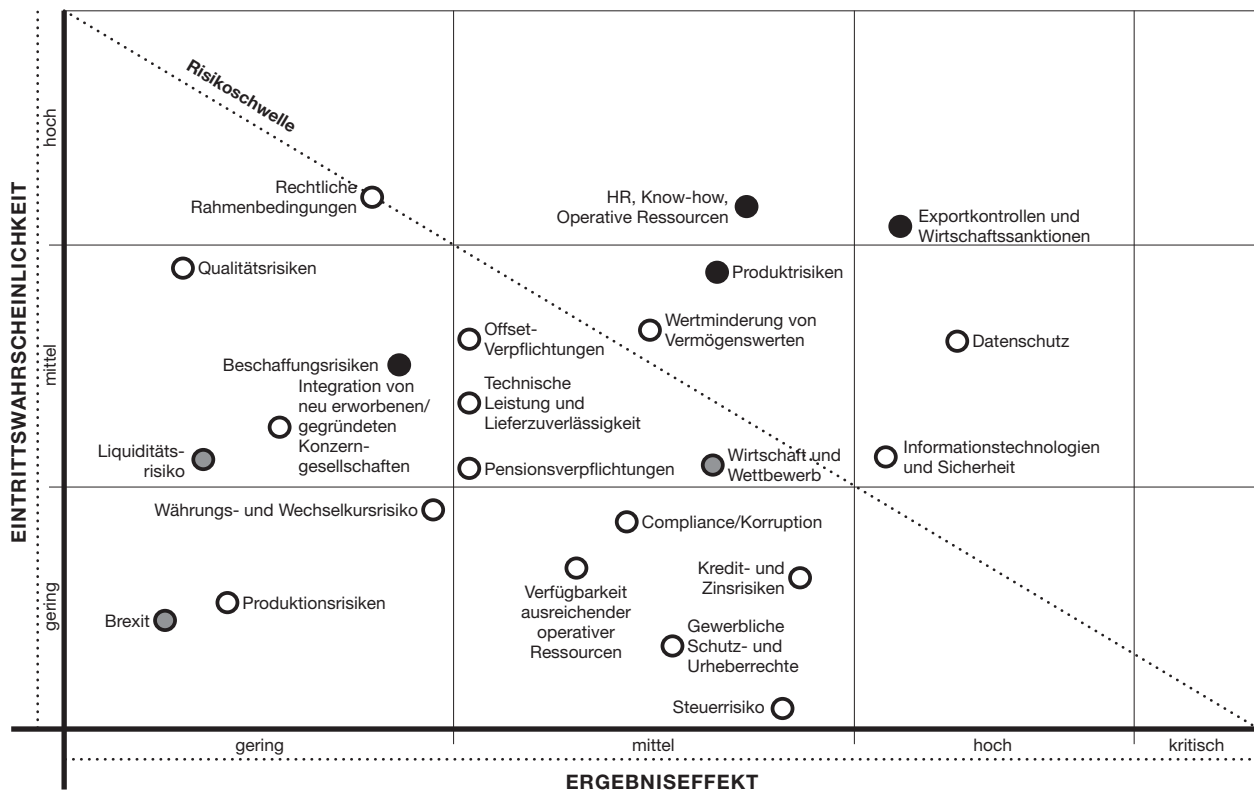 Risikoschwelle
hoch
Rechtliche
Rahmenbedingungen
HR, Know-how,
Operative Ressourcen
Exportkontrollen und
Wirtschaftssanktionen
EINTRITTSWAHRSCHEINLICHKEIT
Qualitätsrisiken
Produktrisiken
mittel
Offset-
Verpflichtungen
Wertminderung von
Vermögenswerten
Datenschutz
Beschaffungsrisiken
Integration von
neu erworbenen/
gegründeten
Konzern-
gesellschaften
Technische
Leistung und
Lieferzuverlässigkeit
Liquiditäts-
risiko
Pensionsverpflichtungen
Wirtschaft und
Wettbewerb
Informationstechnologien
und Sicherheit
Währungs- und Wechselkursrisiko
Compliance/Korruption
gering
Verfügbarkeit
ausreichender
operativer
Ressourcen
Kredit- und
Zinsrisiken
Produktionsrisiken
Brexit
Gewerbliche
Schutz- und
Urheberrechte
Steuerrisiko
gering
mittel
hoch
kritisch
ERGEBNISEFFEKT